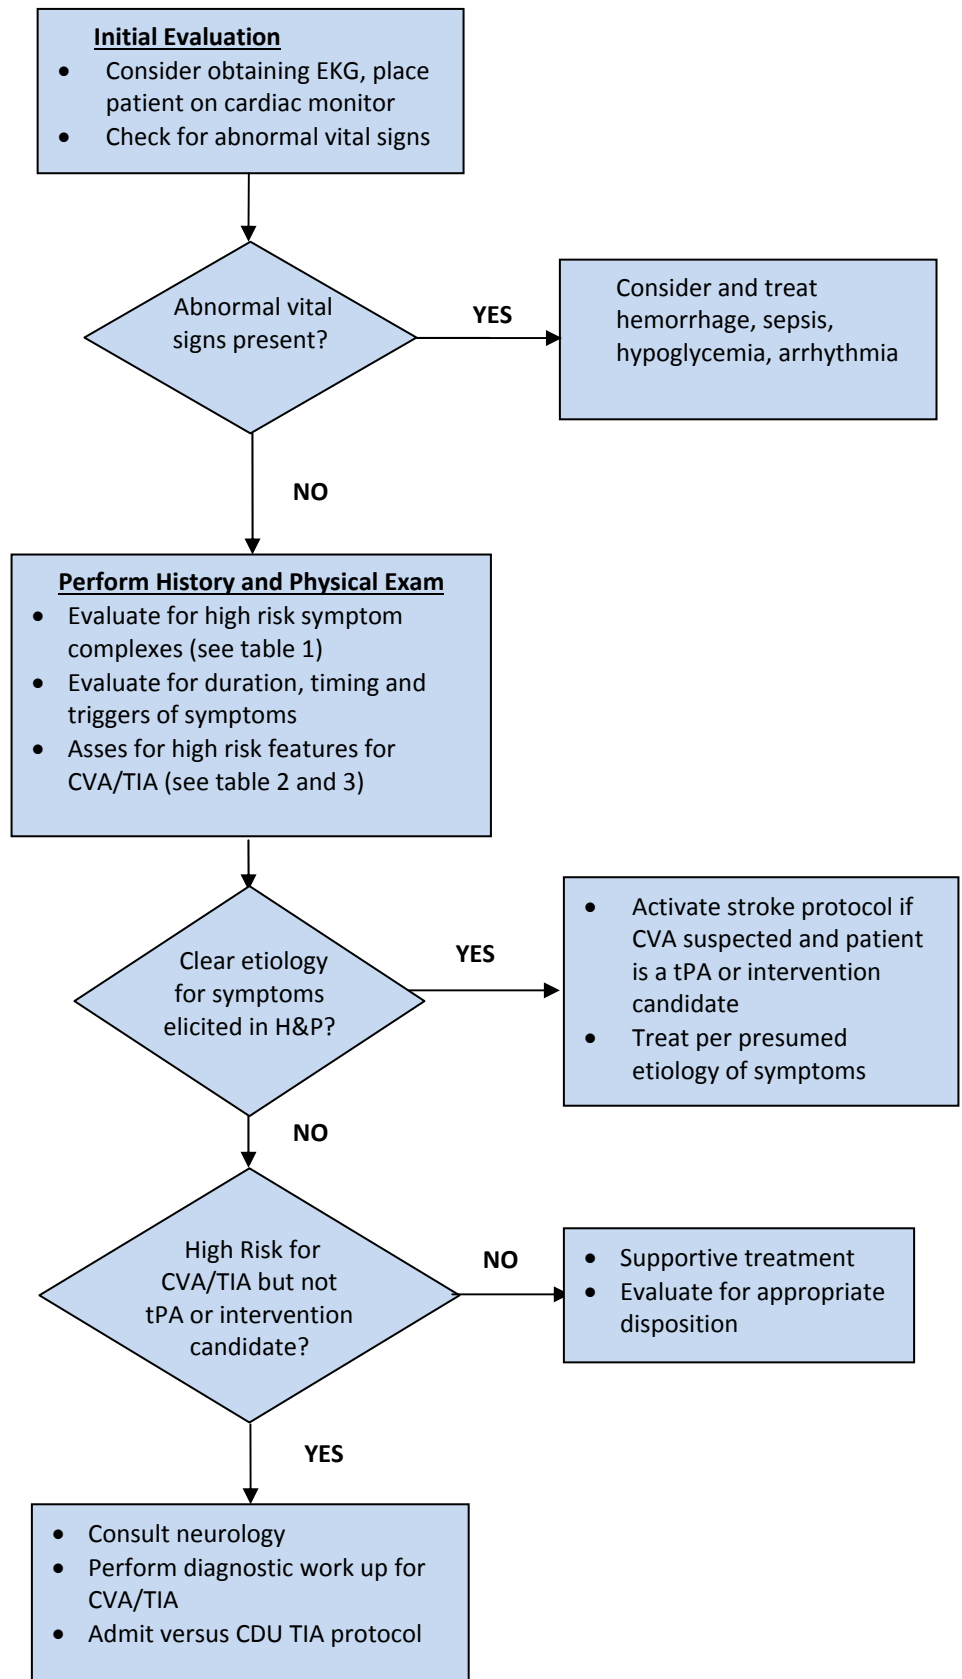 Initial Evaluation
• Consider obtaining EKG, place
patient on cardiac monitor
• Check for abnormal vital signs
Abnormal vital
signs present?
YES
Consider and treat
hemorrhage, sepsis,
hypoglycemia, arrhythmia
NO
Perform History and Physical Exam
• Evaluate for high risk symptom
complexes (see table 1)
• Evaluate for duration, timing and
triggers of symptoms
• Asses for high risk features for
CVA/TIA (see table 2 and 3)
Clear etiology
for symptoms
elicited in H&P?
YES
• Activate stroke protocol if
CVA suspected and patient
is a tPA or intervention
candidate
• Treat per presumed
etiology of symptoms
NO
High Risk for
CVA/TIA but not
tPA or intervention
candidate?
NO
• Supportive treatment
• Evaluate for appropriate
disposition
YES
• Consult neurology
• Perform diagnostic work up for
CVA/TIA
• Admit versus CDU TIA protocol